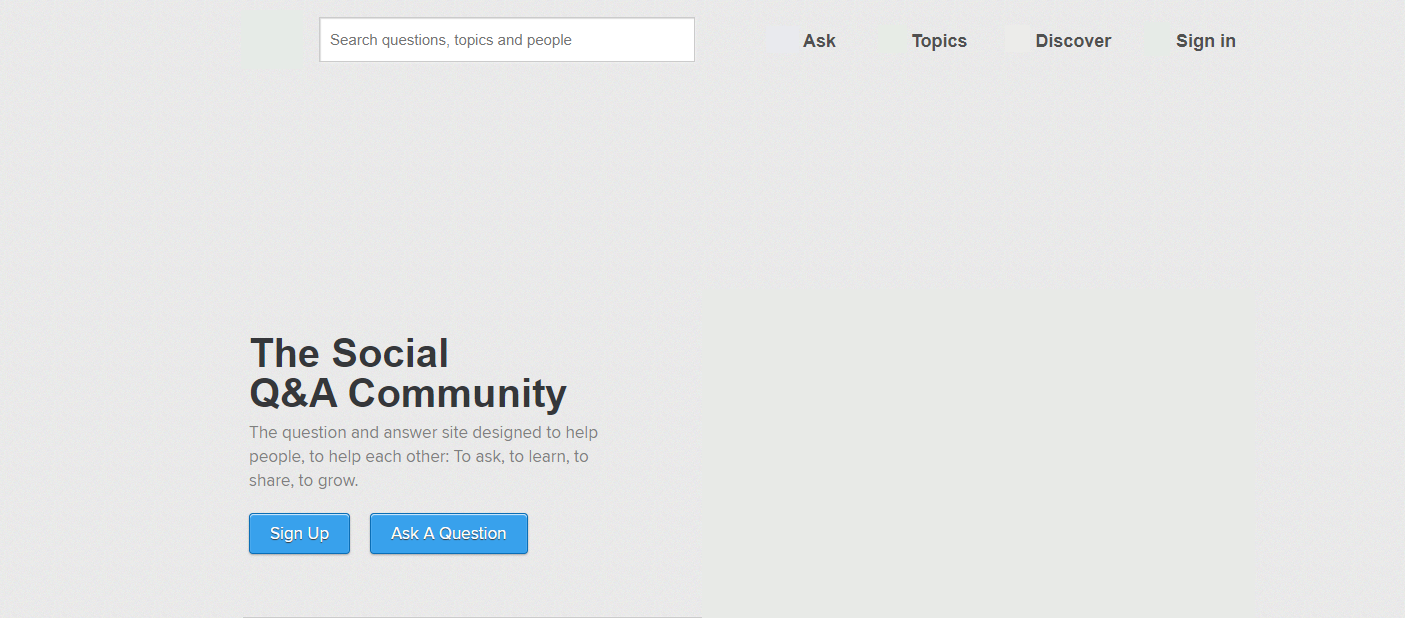 Search questions, topics and people
Ask
Topics
Discover
Sign in
The Social
Q&A Community
The question and answer site designed to help
people, to help each other: To ask, to learn, to
share, to grow.
Sign Up
Ask A Question